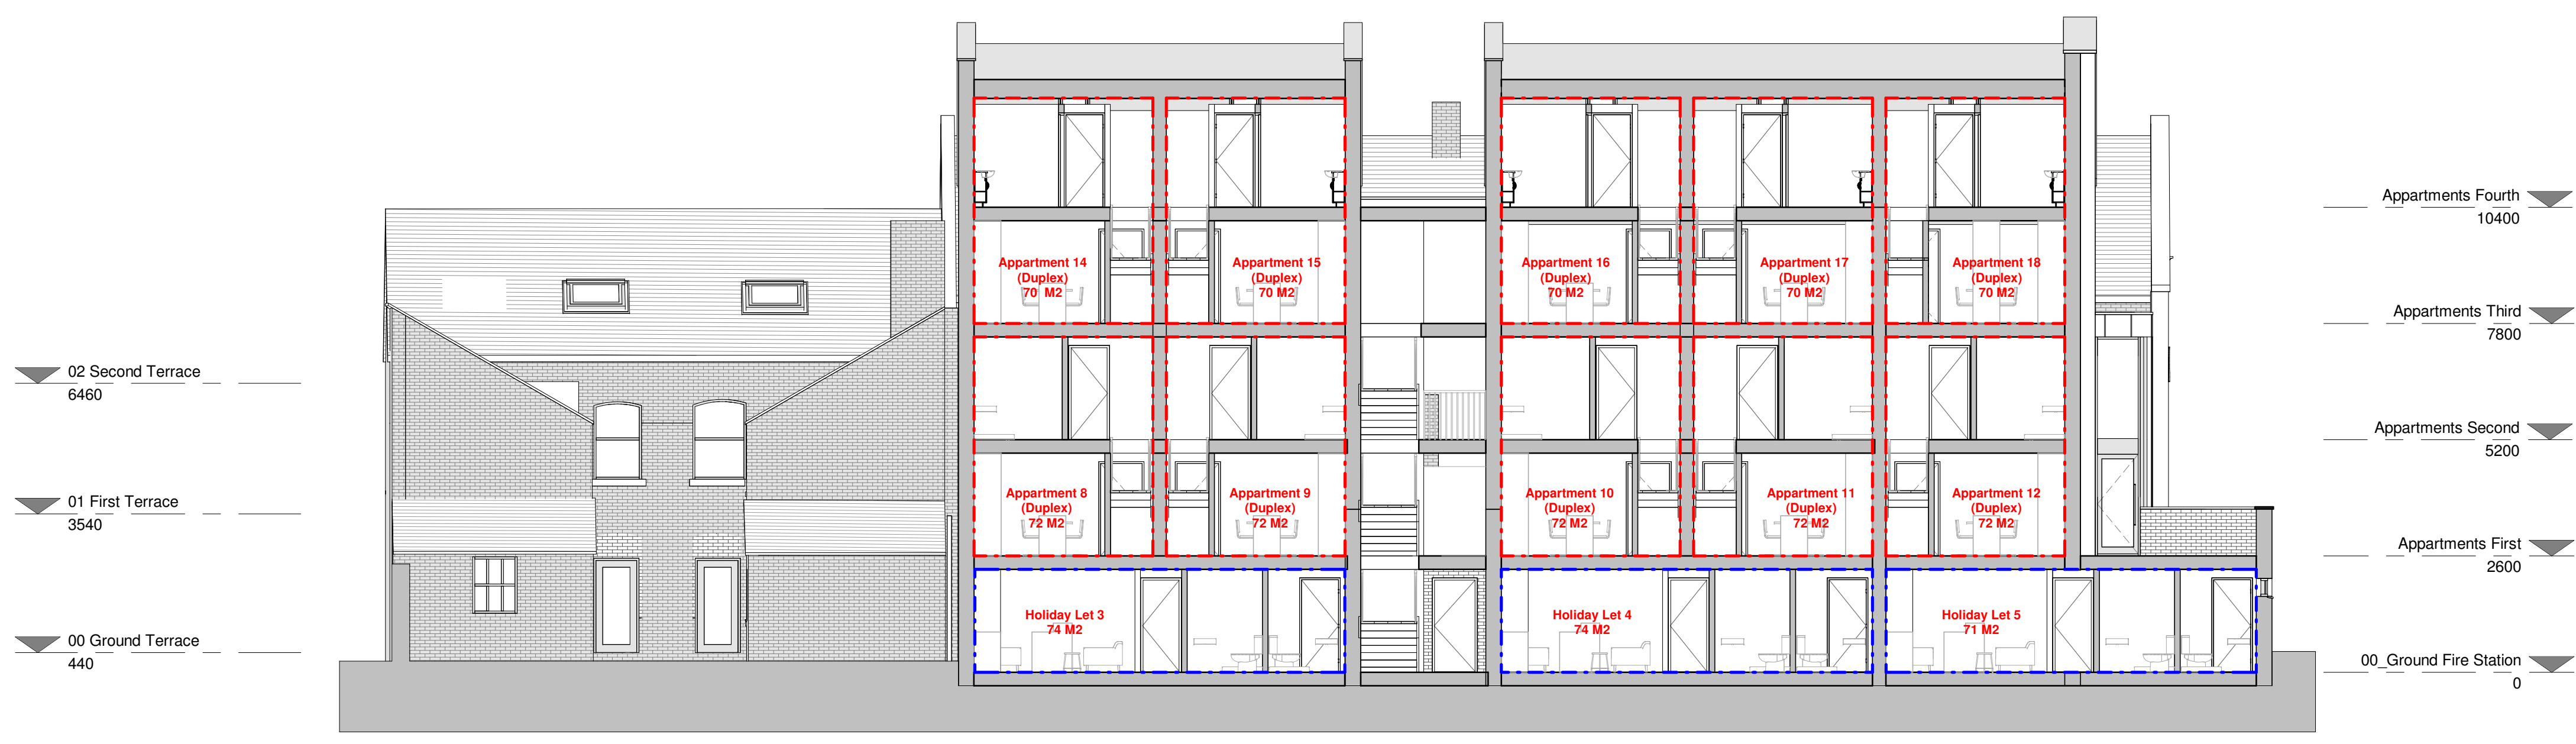 Appartments Fourth
10400
Appartment 14
(Duplex)
70 M2
Appartment 15
(Duplex)
70 M2
Appartment 16
(Duplex)
70 M2
Appartment 17
(Duplex)
70 M2
Appartment 18
(Duplex)
70 M2
Appartments Third
7800
02 Second Terrace
6460
Appartments Second
5200
01 First Terrace
3540
Appartment 8
(Duplex)
72 M2
Appartment 9
(Duplex)
72 M2
Appartment 10
(Duplex)
72 M2
Appartment 11
(Duplex)
72 M2
Appartment 12
(Duplex)
72 M2
Appartments First
2600
00 Ground Terrace
440
Holiday Let 3
74 M2
Holiday Let 4
74 M2
Holiday Let 5
71 M2
00_Ground Fire Station
0